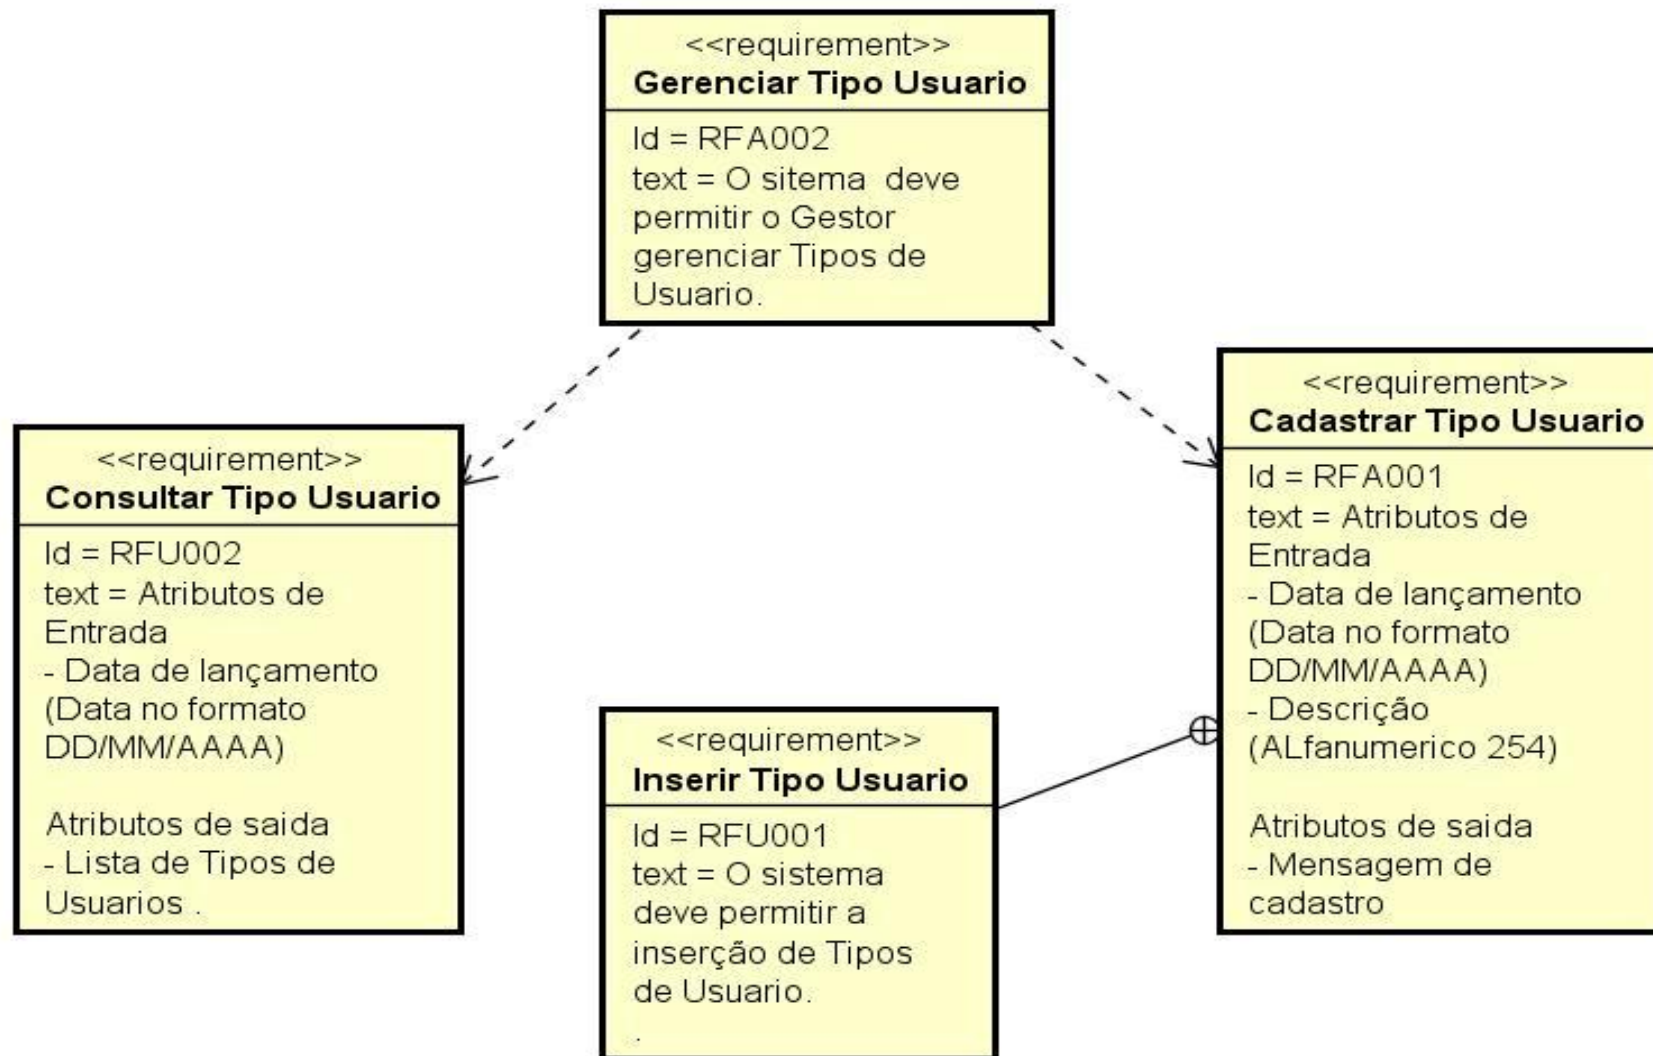 <<requirement>>
Gerenciar Tipo Usuario
Id = RFA002
text = O sitema deve
permitir o Gestor
gerenciar Tipos de
Usuario.
<<requirement>>
Consultar Tipo Usuario
Id = RFU002
text = Atributos de
Entrada
- Data de lançamento
(Data no formato
DD/MM/AAAA)
Atributos de saida
- Lista de Tipos de
Usuarios .
<<requirement>>
Inserir Tipo Usuario
Id = RFU001
text = O sistema
deve permitir a
inserção de Tipos
de Usuario.
.
<<requirement>>
Cadastrar Tipo Usuario
Id = RFA001
text = Atributos de
Entrada
- Data de lançamento
(Data no formato
DD/MM/AAAA)
- Descrição
(ALfanumerico 254)
Atributos de saida
- Mensagem de
cadastro